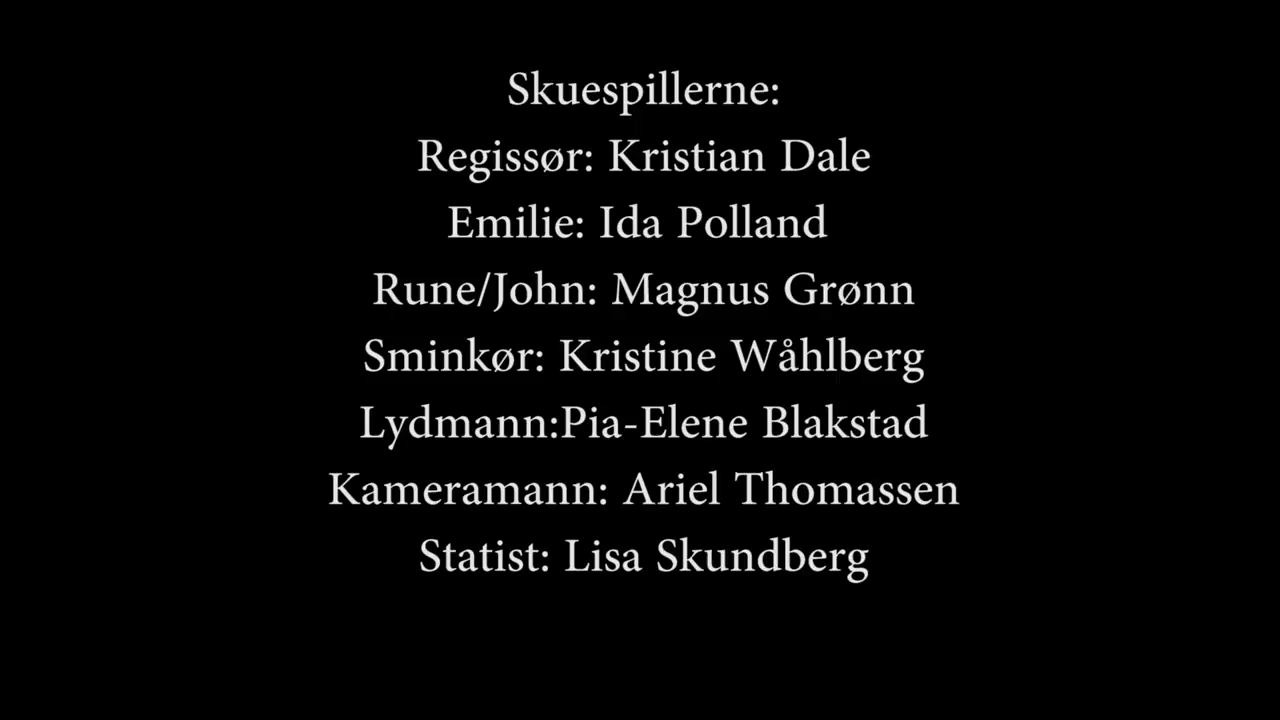 Skuespillerne:
Regissør: Kristian Dale
Emilie: Ida Polland
Rune/John: Magnus Grønn
Sminkør: Kristine Wåhlberg
Lydmann:Pia-Elene Blakstad
Kameramann: Ariel Thomassen
Statist: Lisa Skundberg